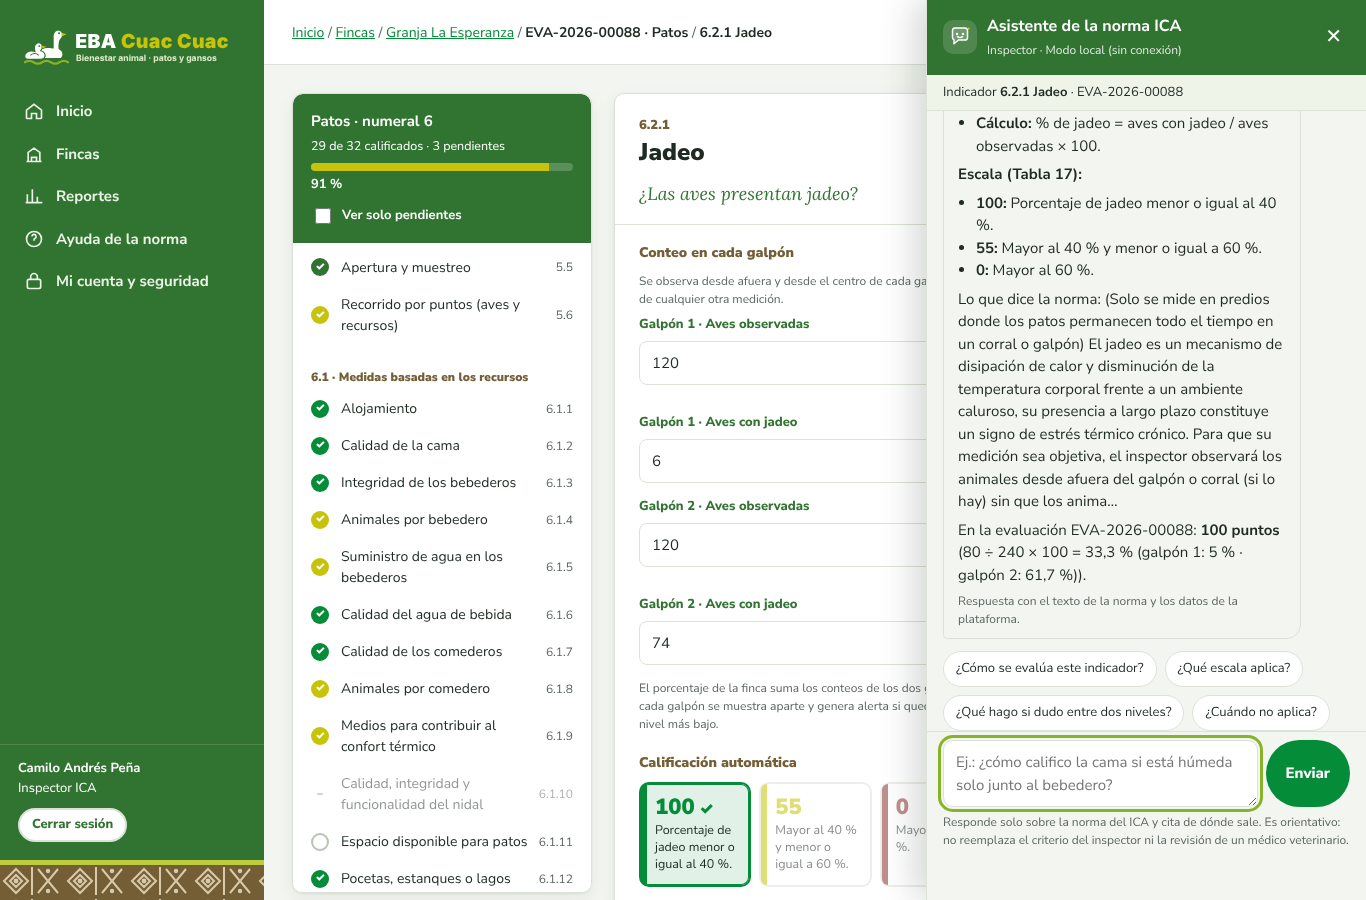 EBA Cuac Cuac
Bienestar animal · patos y gansos
Inicio
Fincas
Reportes
Ayuda de la norma
Mi cuenta y seguridad
Camilo Andrés Peña
Inspector ICA
Cerrar sesión
Inicio / Fincas / Granja La Esperanza / EVA-2026-00088 · Patos / 6.2.1 Jadeo
Patos · numeral 6
29 de 32 calificados · 3 pendientes
91 %
Ver solo pendientes
Apertura y muestreo 5.5
Recorrido por puntos (aves y
recursos) 5.6
6.1 · Medidas basadas en los recursos
Alojamiento 6.1.1
Calidad de la cama 6.1.2
Integridad de los bebederos 6.1.3
Animales por bebedero 6.1.4
Suministro de agua en los
bebederos 6.1.5
Calidad del agua de bebida 6.1.6
Calidad de los comederos 6.1.7
Animales por comedero 6.1.8
Medios para contribuir al
confort térmico 6.1.9
Calidad, integridad y
funcionalidad del nidal 6.1.10
Espacio disponible para patos 6.1.11
Pocetas, estanques o lagos 6.1.12
6.2.1
Jadeo
¿Las aves presentan jadeo?
Conteo en cada galpón
Se observa desde afuera y desde el centro de cada ga
de cualquier otra medición.
Galpón 1 · Aves observadas
120
Galpón 1 · Aves con jadeo
6
Galpón 2 · Aves observadas
120
Galpón 2 · Aves con jadeo
74
El porcentaje de la finca suma los conteos de los dos
cada galpón se muestra aparte y genera alerta si que
nivel más bajo.
Calificación automática
100
Porcentaje de
jadeo menor o
igual al 40 %.
55
Mayor al 40 %
y menor o
igual a 60 %.
0
Mayo
%.
Asistente de la norma ICA
Inspector · Modo local (sin conexión)
Indicador 6.2.1 Jadeo · EVA-2026-00088
• Cálculo: % de jadeo = aves con jadeo / aves
observadas × 100.
Escala (Tabla 17):
• 100: Porcentaje de jadeo menor o igual al 40
%.
• 55: Mayor al 40 % y menor o igual a 60 %.
• 0: Mayor al 60 %.
Lo que dice la norma: (Solo se mide en predios
donde los patos permanecen todo el tiempo en
un corral o galpón) El jadeo es un mecanismo de
disipación de calor y disminución de la
temperatura corporal frente a un ambiente
caluroso, su presencia a largo plazo constituye
un signo de estrés térmico crónico. Para que su
medición sea objetiva, el inspector observará los
animales desde afuera del galpón o corral (si lo
hay) sin que los anima...
En la evaluación EVA-2026-00088: 100 puntos
(80 ÷ 240 × 100 = 33,3 % (galpón 1: 5 % ·
galpón 2: 61,7 %)).
Respuesta con el texto de la norma y los datos de la
plataforma.
¿Cómo se evalúa este indicador?
¿Qué escala aplica?
¿Qué hago si dudo entre dos niveles?
¿Cuándo no aplica?
Ej.: ¿cómo califico la cama si está húmeda
solo junto al bebedero?
Enviar
Responde solo sobre la norma del ICA y cita de dónde sale. Es orientativo:
no reemplaza el criterio del inspector ni la revisión de un médico veterinario.